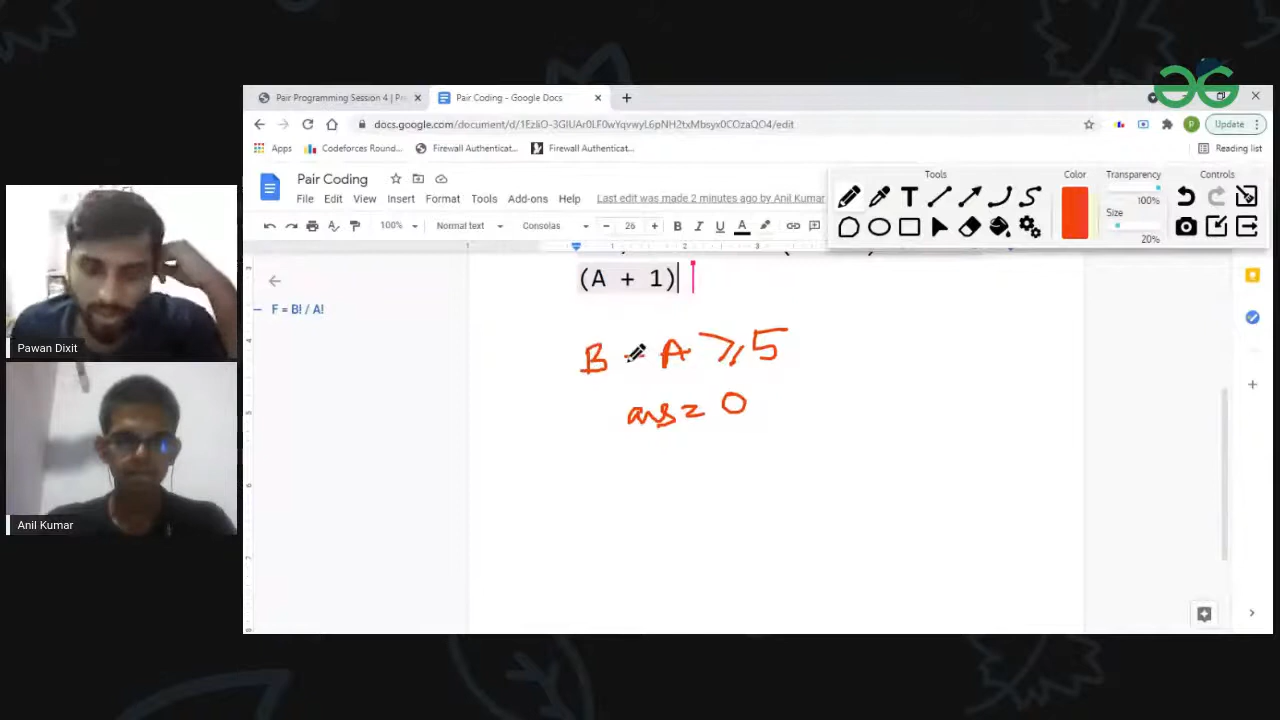 Pair Programming Session 4 | Pr
Pair Coding - Google Docs
docs.google.com/document/d/1EzliO-3GIUAr0LF0wYqvwyL6pNH2txMbsyx0COzaQO4/edit
Update
Apps
Codeforces Round...
Firewall Authenticat...
Firewall Authenticat...
Reading list
Pair Coding
File Edit View Insert Format Tools Add-ons Help
Last edit was made 2 minutes ago by Anil Kumar
Tools
Color
Transparency
100%
Size
20%
Controls
100% Normal text Consolas 26
F = B! / A!
(A + 1)
B - A ⩾ 5
ans = 0
Pawan Dixit
Anil Kumar